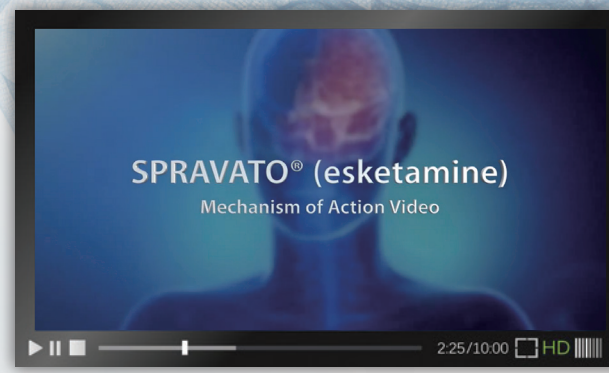 SPRAVATO® (esketamine)
Mechanism of Action Video
2:25/10:00 HD